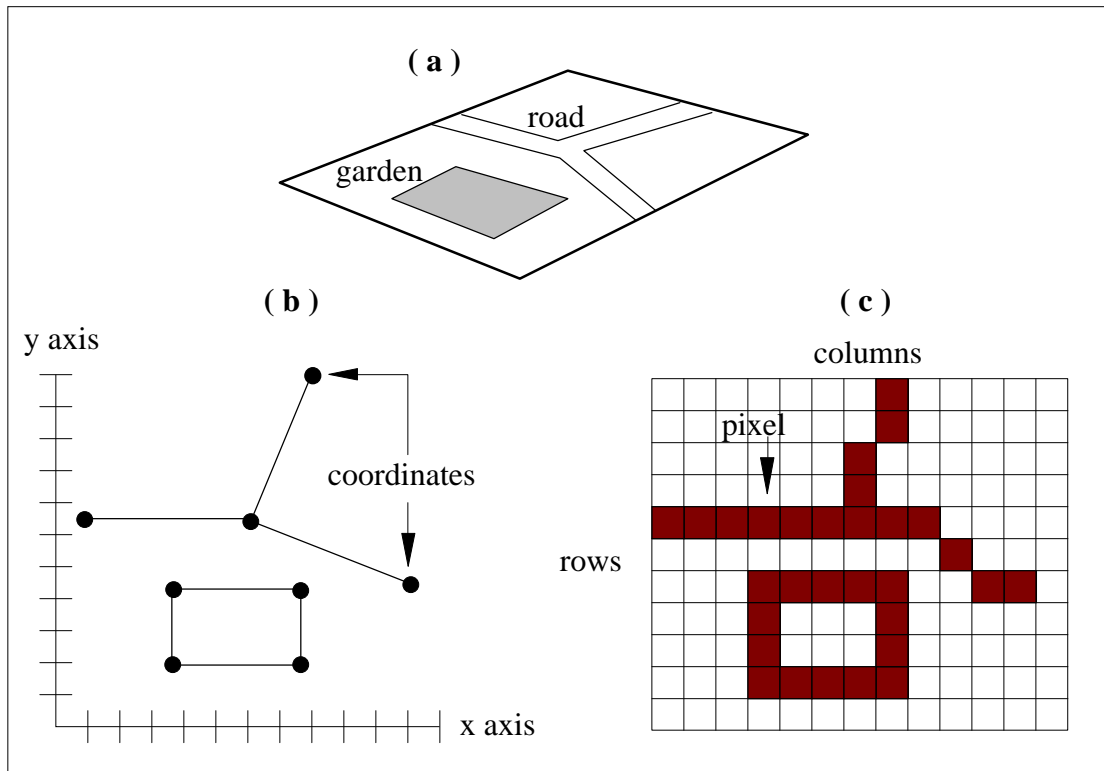 ( a )
road
garden
( b )
y axis
coordinates
x axis
( c )
columns
pixel
rows